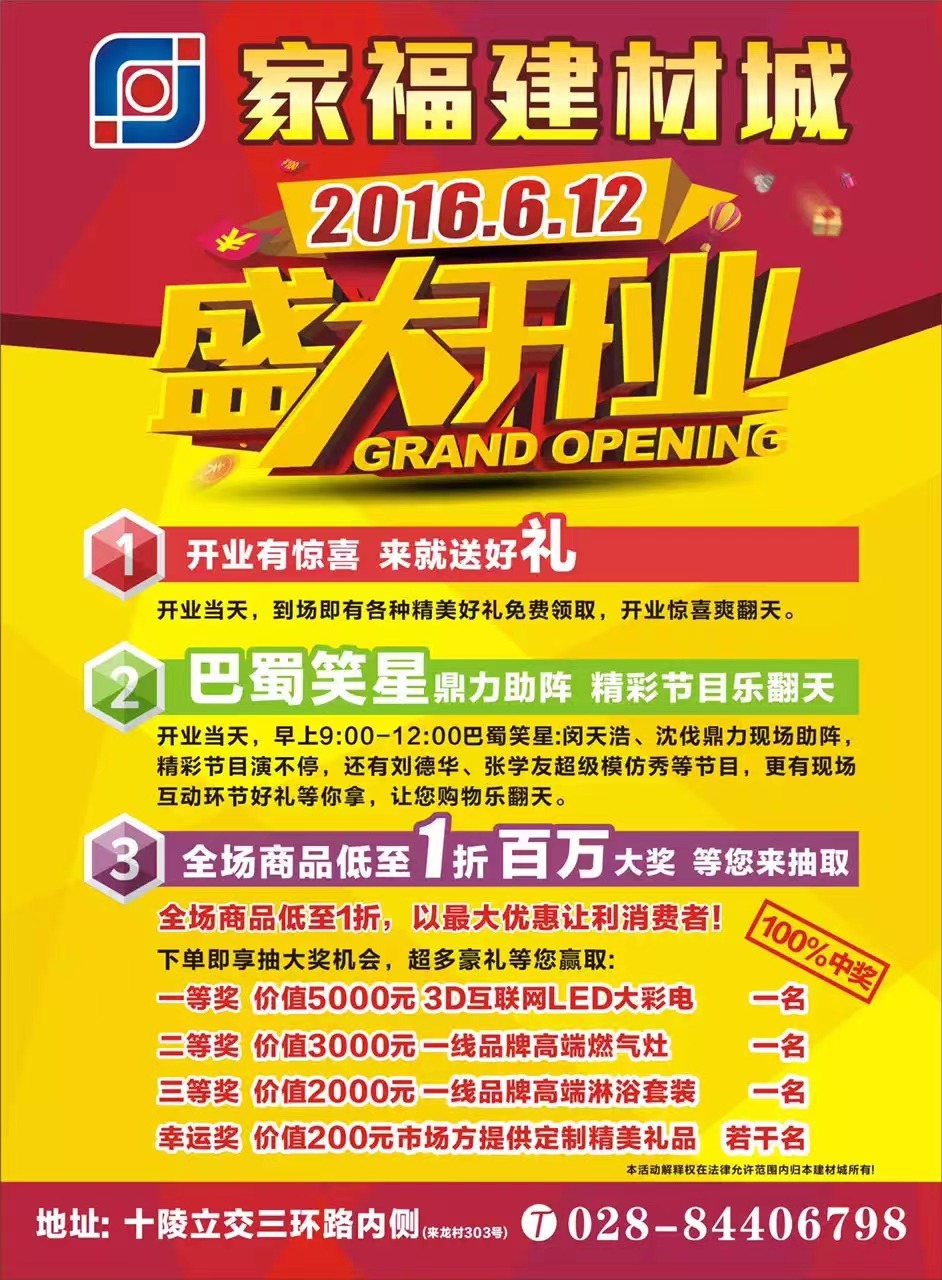 家福建材城
2016.6.12
盛大开业
GRAND OPENING
1 开业有惊喜 来就送好礼
开业当天，到场即有各种精美好礼免费领取，开业惊喜爽翻天。
2 巴蜀笑星鼎力助阵 精彩节目乐翻天
开业当天，早上9:00-12:00巴蜀笑星:闵天浩、沈伐鼎力现场助阵，
精彩节目演不停，还有刘德华、张学友超级模仿秀等节目，更有现场
互动环节好礼等你拿，让您购物乐翻天。
3 全场商品低至1折 百万大奖 等您来抽取
全场商品低至1折，以最大优惠让利消费者！
100%中奖
下单即享抽大奖机会，超多豪礼等您赢取:
一等奖 价值5000元 3D互联网LED大彩电 一名
二等奖 价值3000元 一线品牌高端燃气灶 一名
三等奖 价值2000元 一线品牌高端淋浴套装 一名
幸运奖 价值200元市场方提供定制精美礼品 若干名
本活动解释权在法律允许范围内归本建材城所有!
地址: 十陵立交三环路内侧(来龙村303号) T 028-84406798